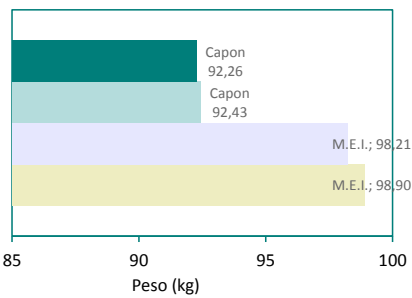 Capon
92,26
Capon
92,43
M.E.I.; 98,21
M.E.I.; 98,90
85 90 95 100
Peso (kg)